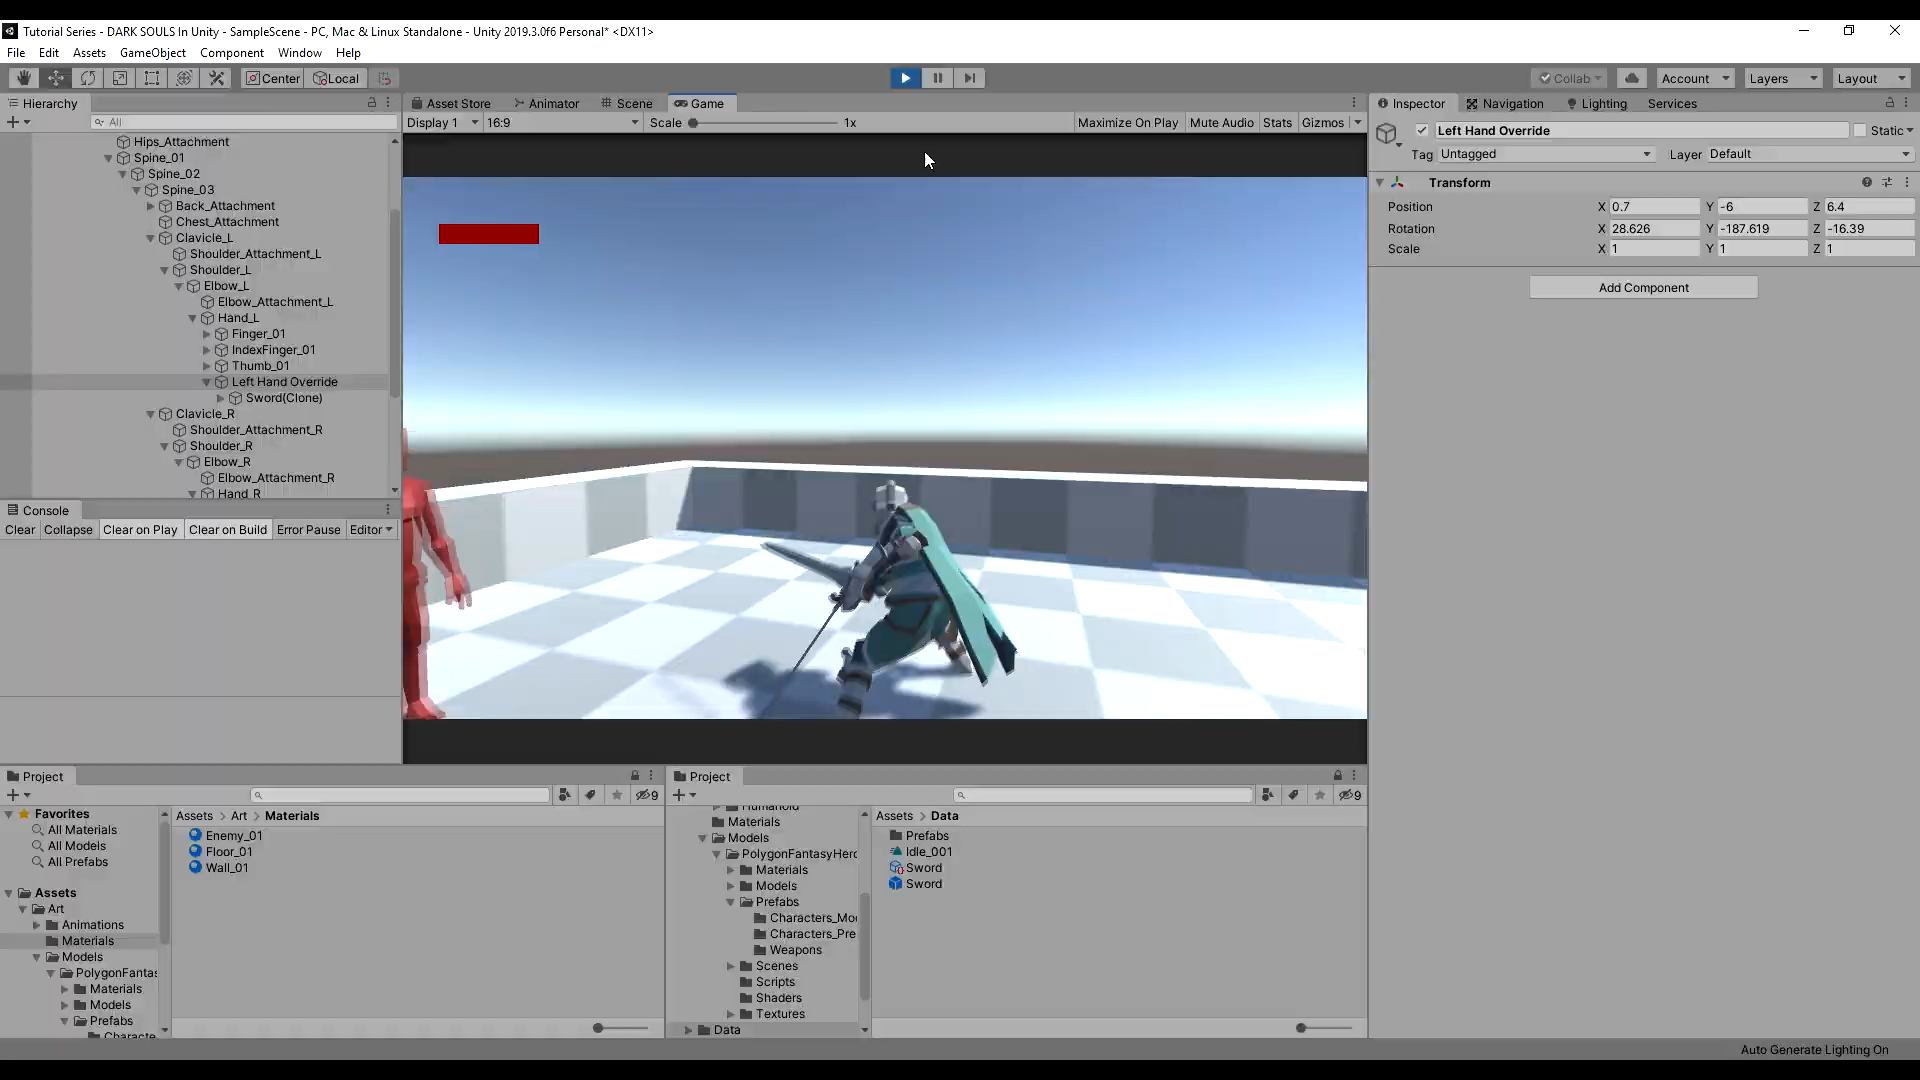 Tutorial Series - DARK SOULS In Unity - SampleScene - PC, Mac & Linux Standalone - Unity 2019.3.0f6 Personal* <DX11>
File Edit Assets GameObject Component Window Help
Center Local Collab Account Layers Layout
Hierarchy
All
Hips_Attachment
Spine_01
Spine_02
Spine_03
Back_Attachment
Chest_Attachment
Clavicle_L
Shoulder_Attachment_L
Shoulder_L
Elbow_L
Elbow_Attachment_L
Hand_L
Finger_01
IndexFinger_01
Thumb_01
Left Hand Override
Sword(Clone)
Clavicle_R
Shoulder_Attachment_R
Shoulder_R
Elbow_R
Elbow_Attachment_R
Hand_R
Console
Clear Collapse Clear on Play Clear on Build Error Pause Editor
Asset Store Animator Scene Game
Display 1 16:9 Scale 1x Maximize On Play Mute Audio Stats Gizmos
Inspector Navigation Lighting Services
Left Hand Override Static
Tag Untagged Layer Default
Transform
Position X 0.7 Y -6 Z 6.4
Rotation X 28.626 Y -187.619 Z -16.39
Scale X 1 Y 1 Z 1
Add Component
Project
9
Favorites
All Materials
All Models
All Prefabs
Assets
Art
Animations
Materials
Models
PolygonFantas
Materials
Models
Prefabs
Characte
Assets > Art > Materials
Enemy_01
Floor_01
Wall_01
Project
9
Humanoid
Materials
Models
PolygonFantasyHero
Materials
Models
Prefabs
Characters_Mo
Characters_Pre
Weapons
Scenes
Scripts
Shaders
Textures
Data
Assets > Data
Prefabs
Idle_001
Sword
Sword
Auto Generate Lighting On